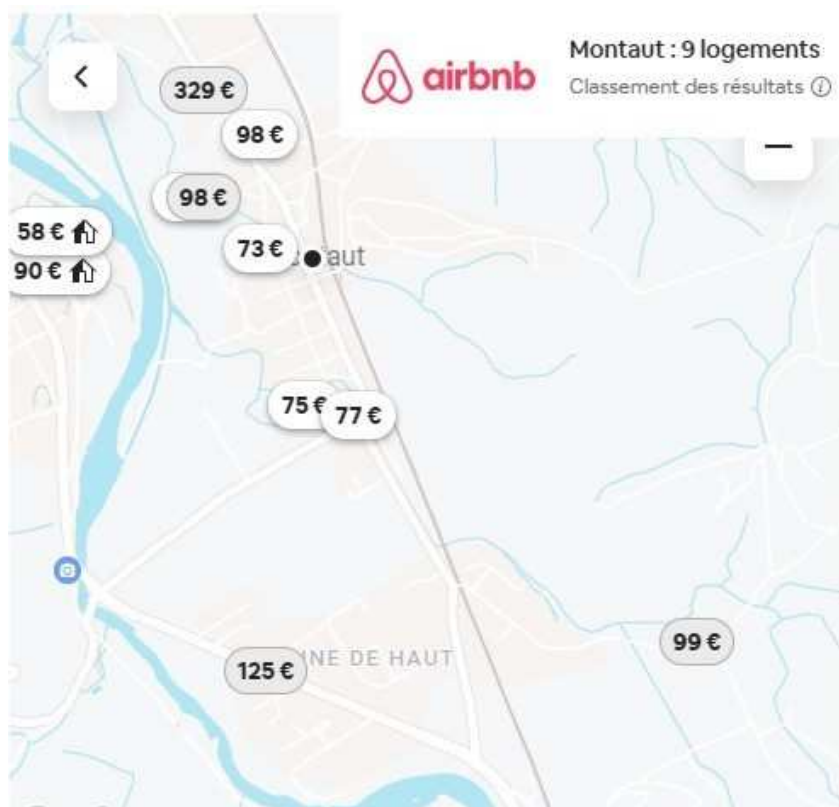 airbnb
Montaut : 9 logements
Classement des résultats
329 €
98 €
98 €
58 €
73 €
aut
90 €
75 €
77 €
99 €
125 €
NE DE HAUT